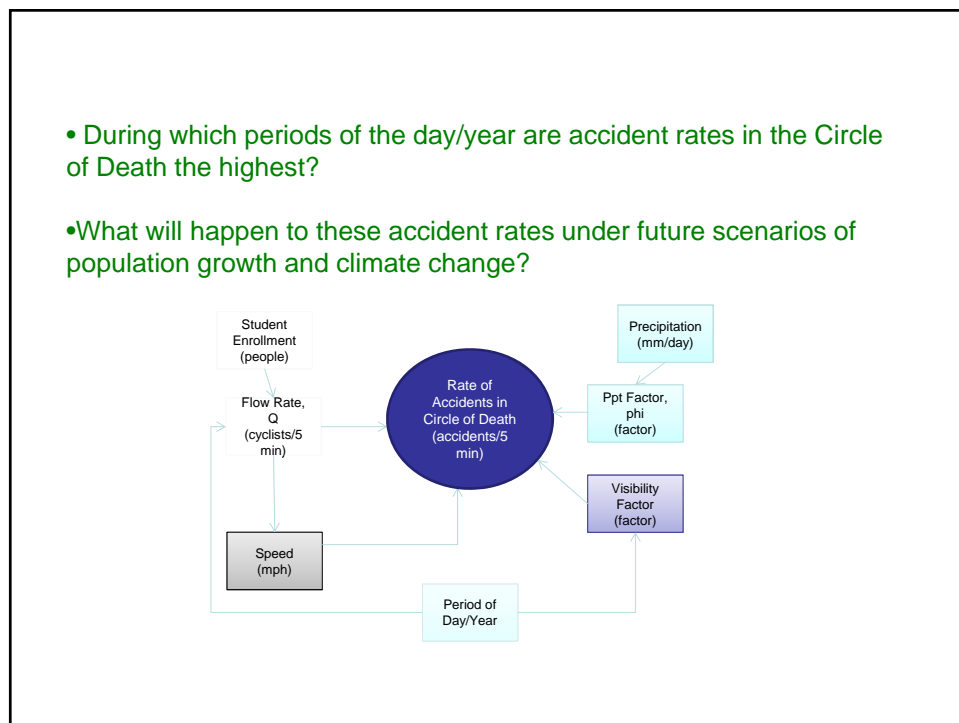 • During which periods of the day/year are accident rates in the Circle
of Death the highest?
•What will happen to these accident rates under future scenarios of
population growth and climate change?
Student
Enrollment
(people)
Precipitation
(mm/day)
Rate of
Accidents in
Circle of Death
(accidents/5
min)
Flow Rate,
Q
(cyclists/5
min)
Ppt Factor,
phi
(factor)
Visibility
Factor
(factor)
Speed
(mph)
Period of
Day/Year